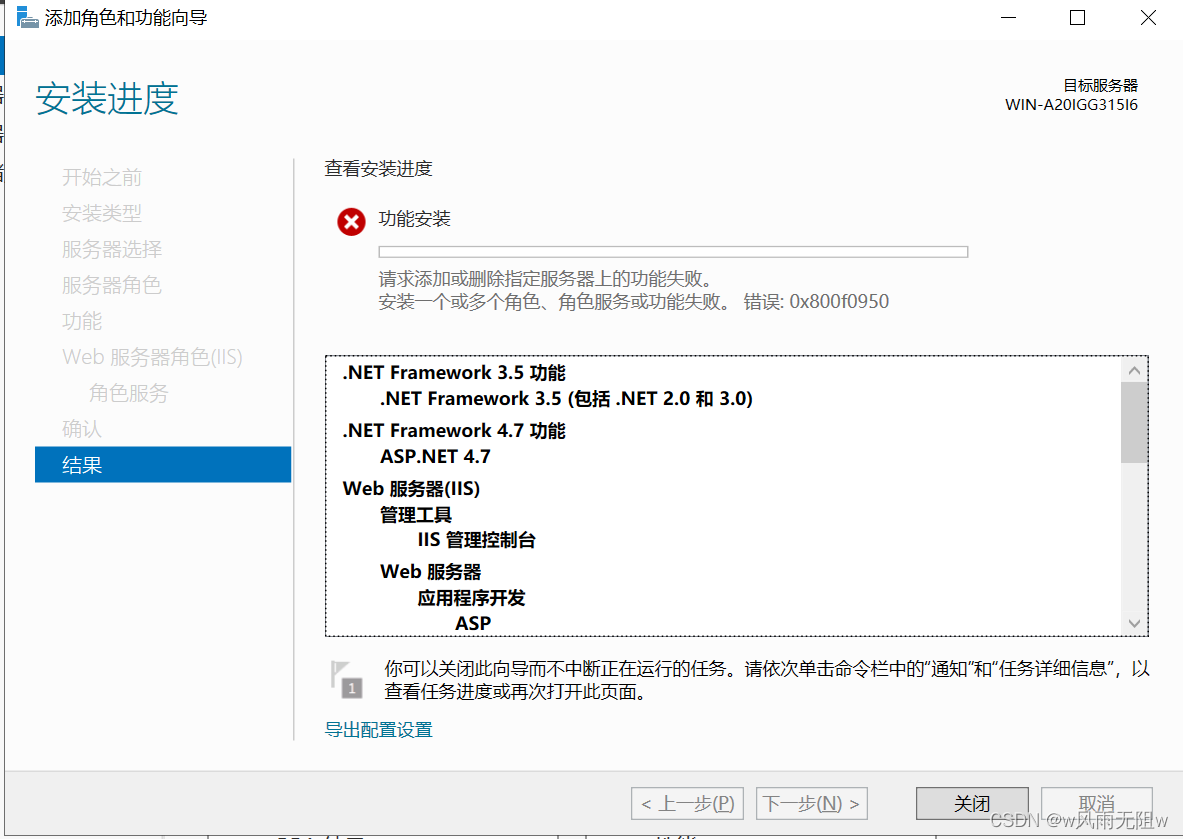 添加角色和功能向导
安装进度
目标服务器
WIN-A20IGG315I6
开始之前
安装类型
服务器选择
服务器角色
功能
Web 服务器角色(IIS)
角色服务
确认
结果
查看安装进度
功能安装
请求添加或删除指定服务器上的功能失败。
安装一个或多个角色、角色服务或功能失败。 错误: 0x800f0950
.NET Framework 3.5 功能
.NET Framework 3.5 (包括 .NET 2.0 和 3.0)
.NET Framework 4.7 功能
ASP.NET 4.7
Web 服务器(IIS)
管理工具
IIS 管理控制台
Web 服务器
应用程序开发
ASP
1
你可以关闭此向导而不中断正在运行的任务。请依次单击命令栏中的“通知”和“任务详细信息”，以
查看任务进度或再次打开此页面。
导出配置设置
< 上一步(P)
下一步(N) >
关闭
取消
CSDN @w风雨无阻w